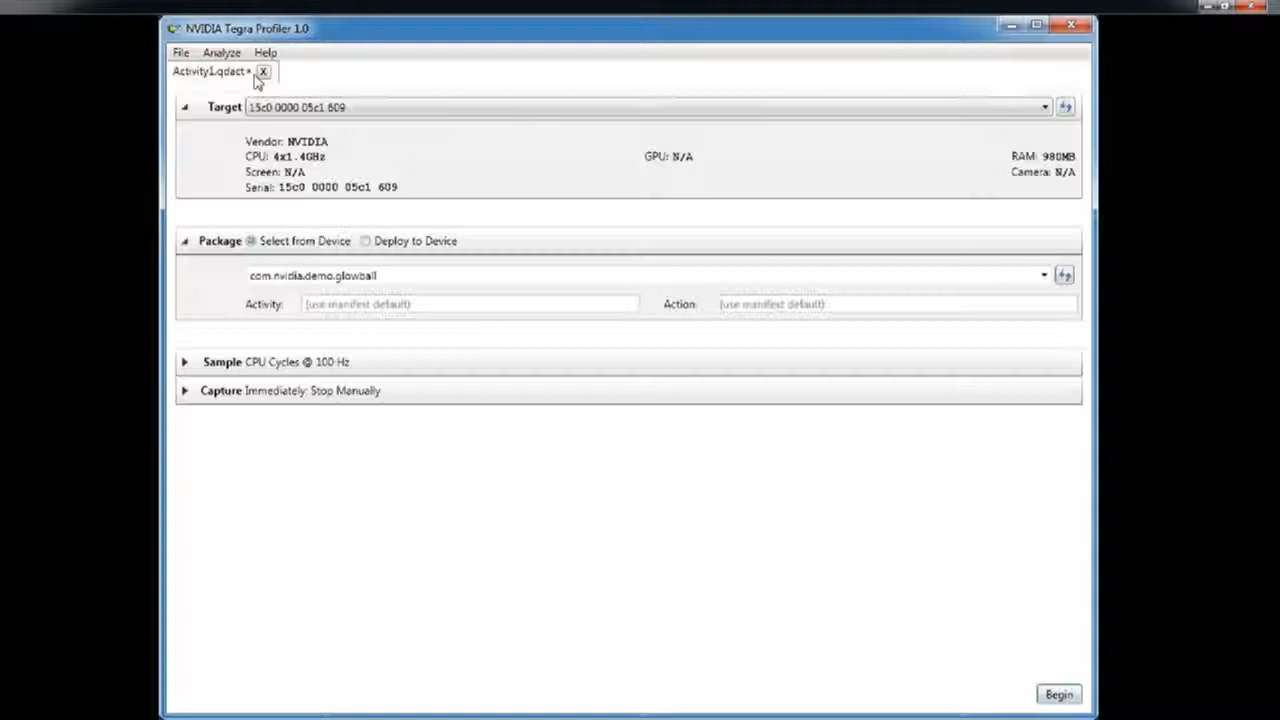 NVIDIA Tegra Profiler 1.0
File Analyze Help
Activity1.qdact * X
Target 15c0 0000 05c1 609
Vendor: NVIDIA
CPU: 4x1.4GHz GPU: N/A RAM: 980MB
Screen: N/A Camera: N/A
Serial: 15c0 0000 05c1 609
Package Select from Device Deploy to Device
com.nvidia.demo.glowball
Activity: (use manifest default) Action: (use manifest default)
Sample CPU Cycles @ 100 Hz
Capture Immediately: Stop Manually
Begin